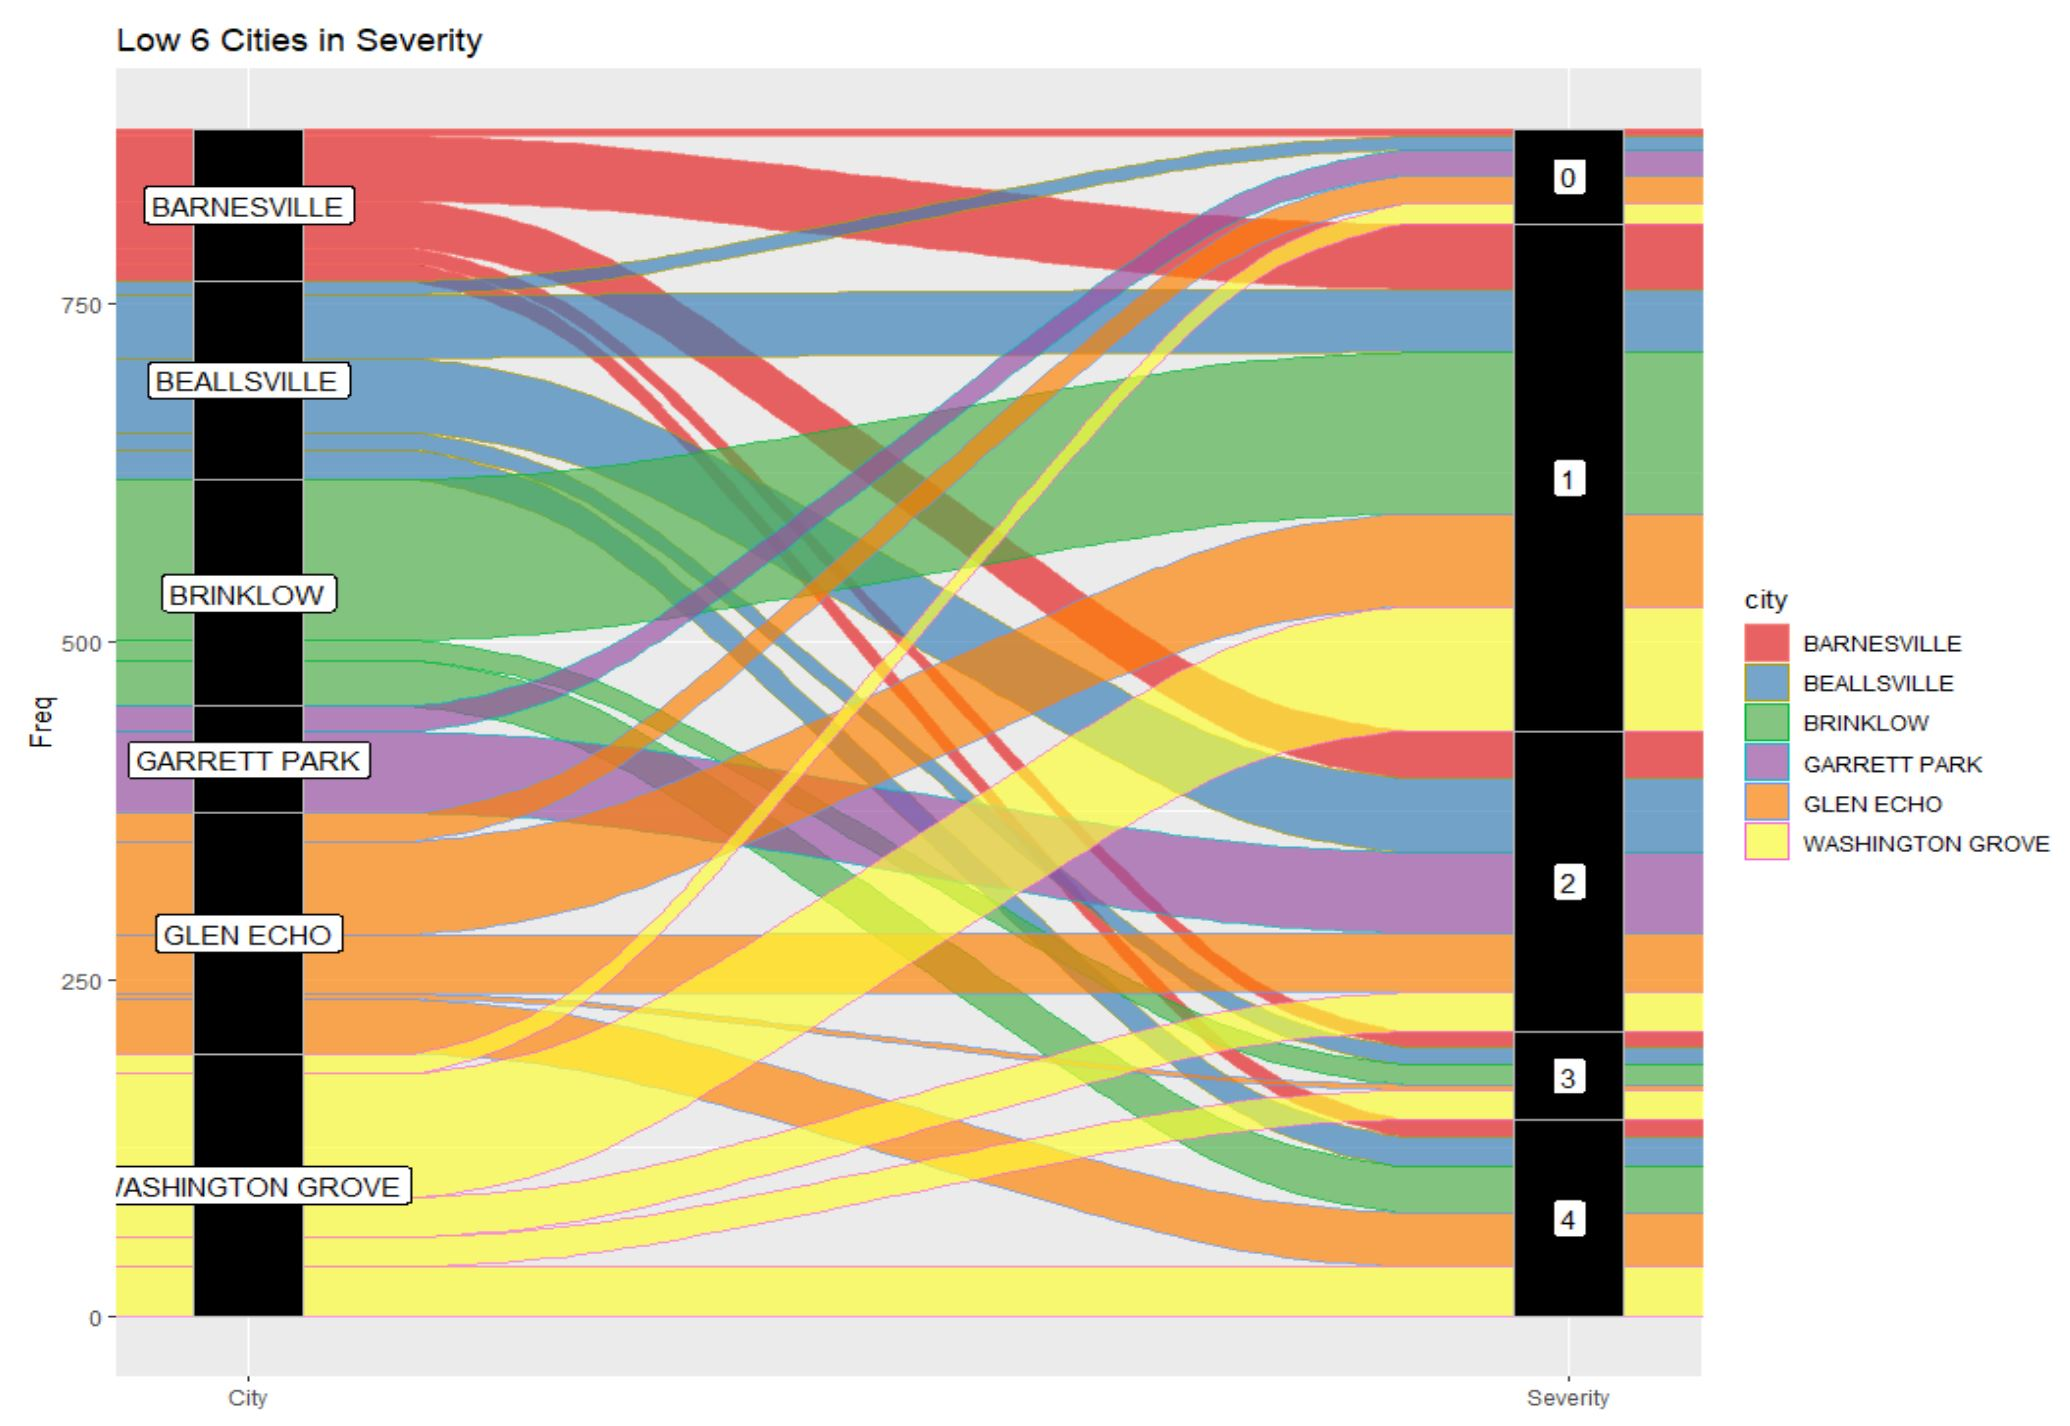 Low 6 Cities in Severity
Freq
750
500
250
0
BARNESVILLE
BEALLSVILLE
BRINKLOW
GARRETT PARK
GLEN ECHO
/ASHINGTON GROVE
0
1
2
3
4
City
Severity
city
BARNESVILLE
BEALLSVILLE
BRINKLOW
GARRETT PARK
GLEN ECHO
WASHINGTON GROVE